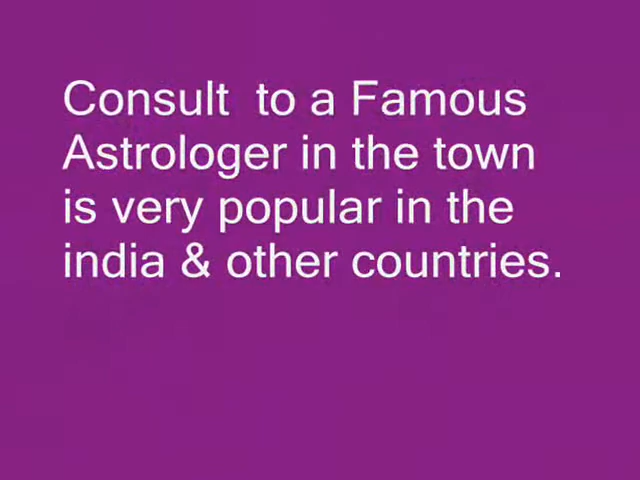 Consult  to a Famous
Astrologer in the town
is very popular in the
india & other countries.